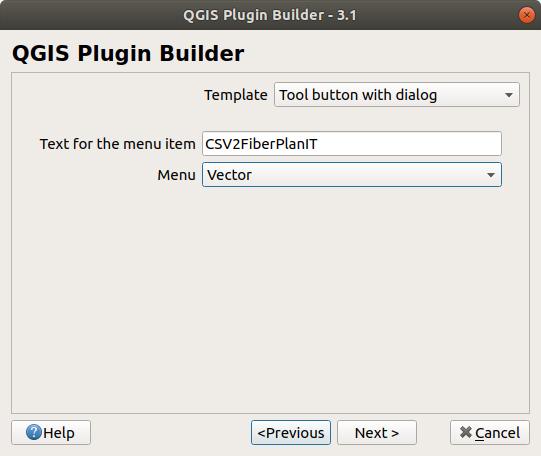 QGIS Plugin Builder - 3.1
QGIS Plugin Builder
Template Tool button with dialog
Text for the menu item CSV2FiberPlanIT
Menu Vector
Help <Previous Next > Cancel